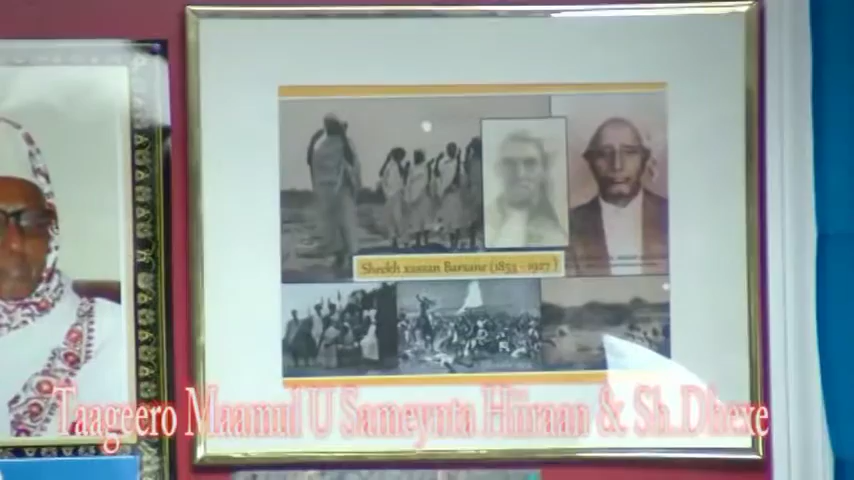 Sheekh xassan Barsane (1853 - 1927)
Taageero Maamul U Sameynta Hiiraan & Sh.Dhexe